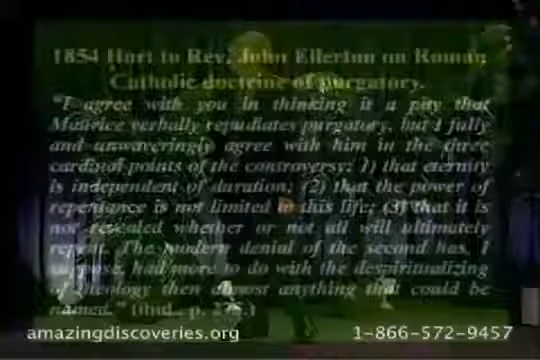 1854 Hort to Rev. John Ellerton on Roman
Catholic doctrine of purgatory.
"I agree with you in thinking it a pity that
Maurice verbally repudiates purgatory, but I fully
and unwaveringly agree with him in the three
cardinal points of the controversy: 1) that eternity
is independent of duration; (2) that the power of
repentance is not limited to this life; (3) that it is
not revealed whether or not all will ultimately
repent. The modern denial of the second has, I
suppose, had more to do with the despiritualizing
of theology then almost anything that could be
named." (ibid., p.
amazingdiscoveries.org 1-866-572-9457